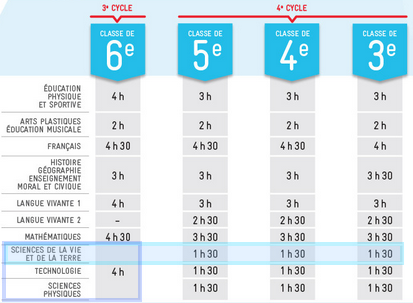 3e CYCLE 4e CYCLE
CLASSE DE CLASSE DE CLASSE DE CLASSE DE
6e 5e 4e 3e
ÉDUCATION
PHYSIQUE
ET SPORTIVE 4 h 3 h 3 h 3 h
ARTS PLASTIQUES
ÉDUCATION MUSICALE 2 h 2 h 2 h 2 h
FRANÇAIS 4 h 30 4 h 30 4 h 30 4 h
HISTOIRE
GÉOGRAPHIE
ENSEIGNEMENT
MORAL ET CIVIQUE 3 h 3 h 3 h 3 h 30
LANGUE VIVANTE 1 4 h 3 h 3 h 3 h
LANGUE VIVANTE 2 – 2 h 30 2 h 30 2 h 30
MATHÉMATIQUES 4 h 30 3 h 30 3 h 30 3 h 30
SCIENCES DE LA VIE
ET DE LA TERRE 1 h 30 1 h 30 1 h 30
TECHNOLOGIE 4 h 1 h 30 1 h 30 1 h 30
SCIENCES
PHYSIQUES 1 h 30 1 h 30 1 h 30